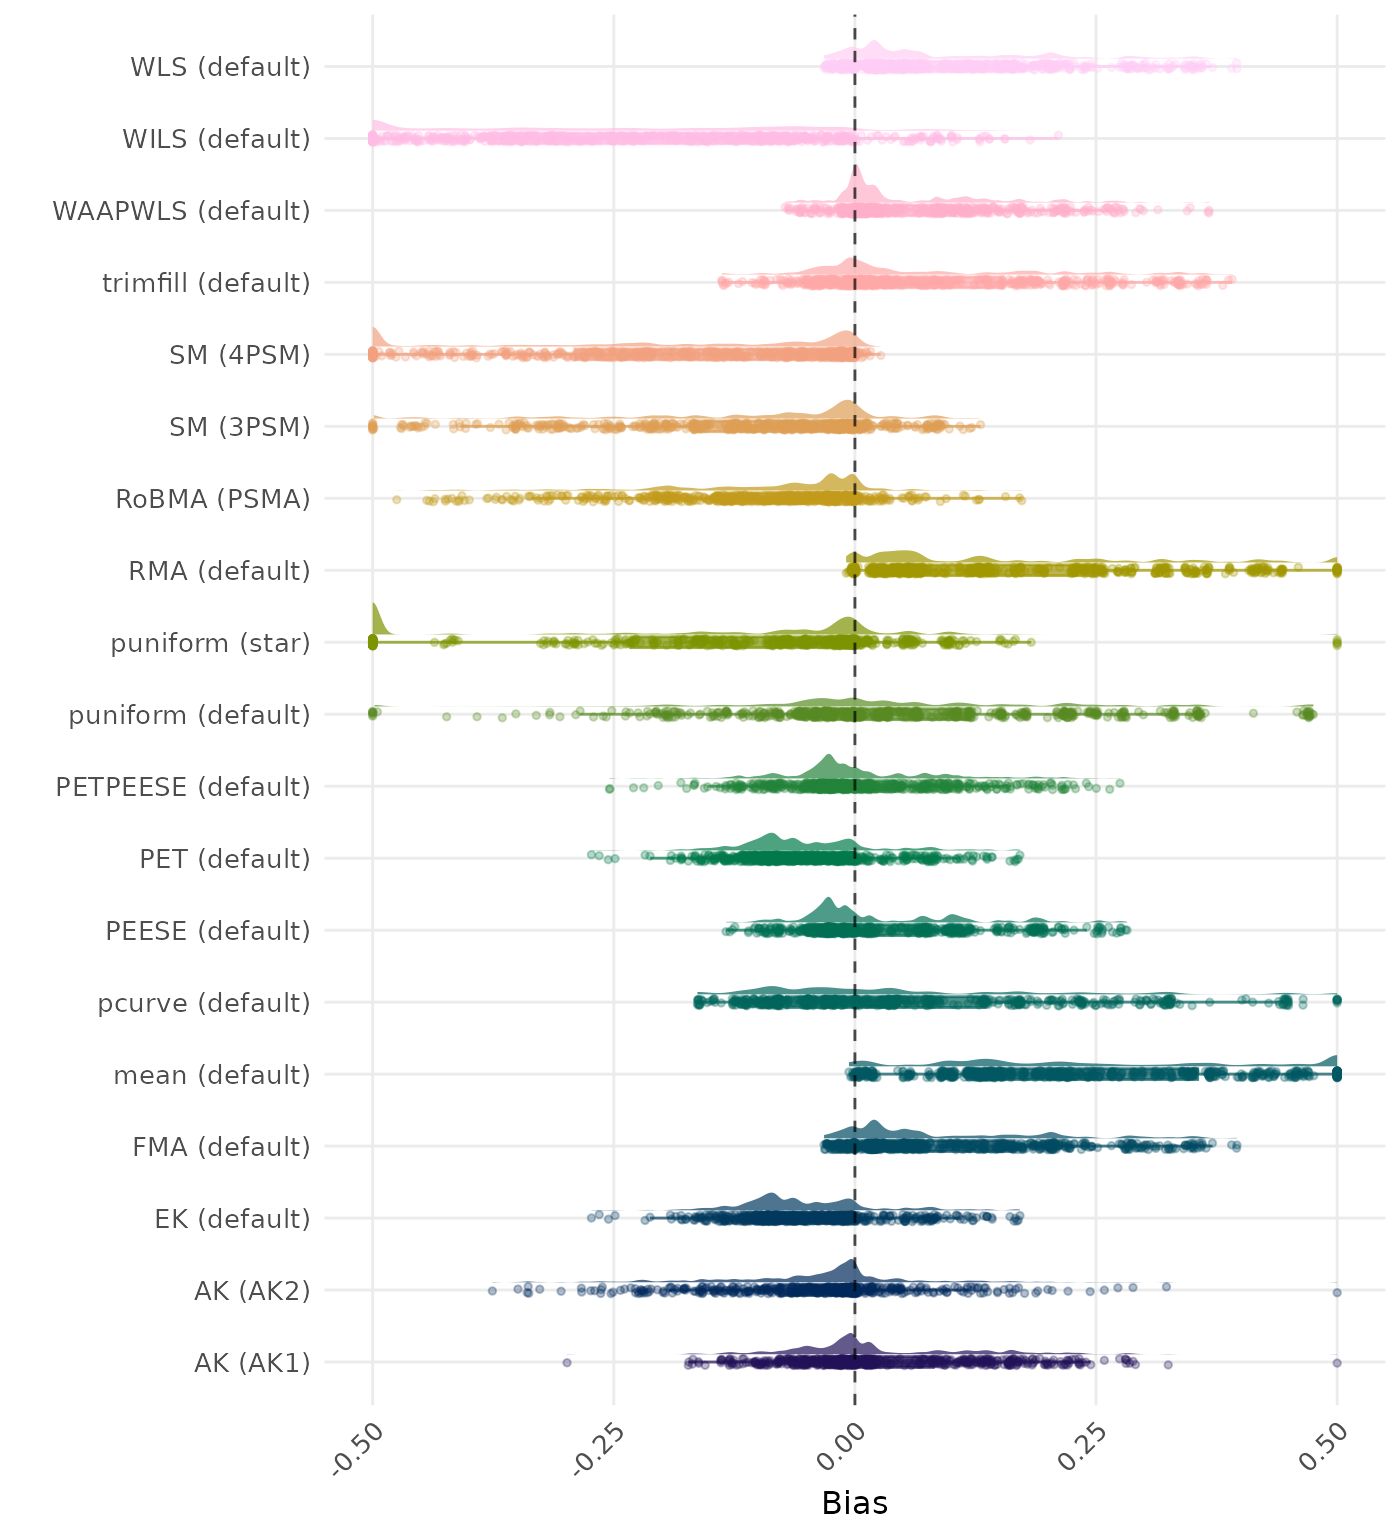 WLS (default)
WILS (default)
WAAPWLS (default)
trimfill (default)
SM (4PSM)
SM (3PSM)
RoBMA (PSMA)
RMA (default)
puniform (star)
puniform (default)
PETPEESE (default)
PET (default)
PEESE (default)
pcurve (default)
mean (default)
FMA (default)
EK (default)
AK (AK2)
AK (AK1)
-0.50 -0.25 0.00 0.25 0.50
Bias